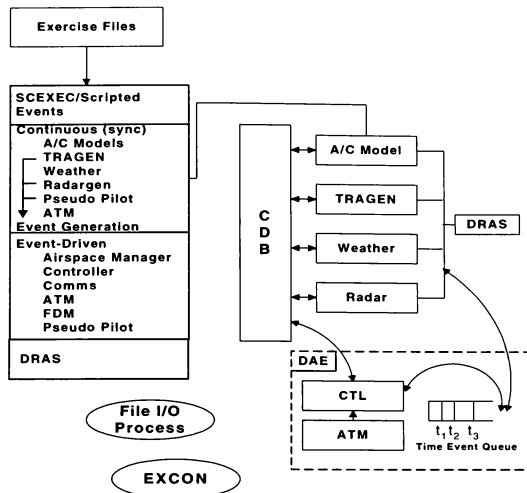 Exercise Files
SCEXEC/Scripted
Events
Continuous (sync)
A/C Models
TRAGEN
Weather
Radargen
Pseudo Pilot
ATM
Event Generation
Event-Driven
Airspace Manager
Controller
Comms
ATM
FDM
Pseudo Pilot
DRAS
File I/O
Process
EXCON
C
D
B
A/C Model
TRAGEN
Weather
Radar
DRAS
DAE
CTL
ATM
t1 t2 t3
Time Event Queue